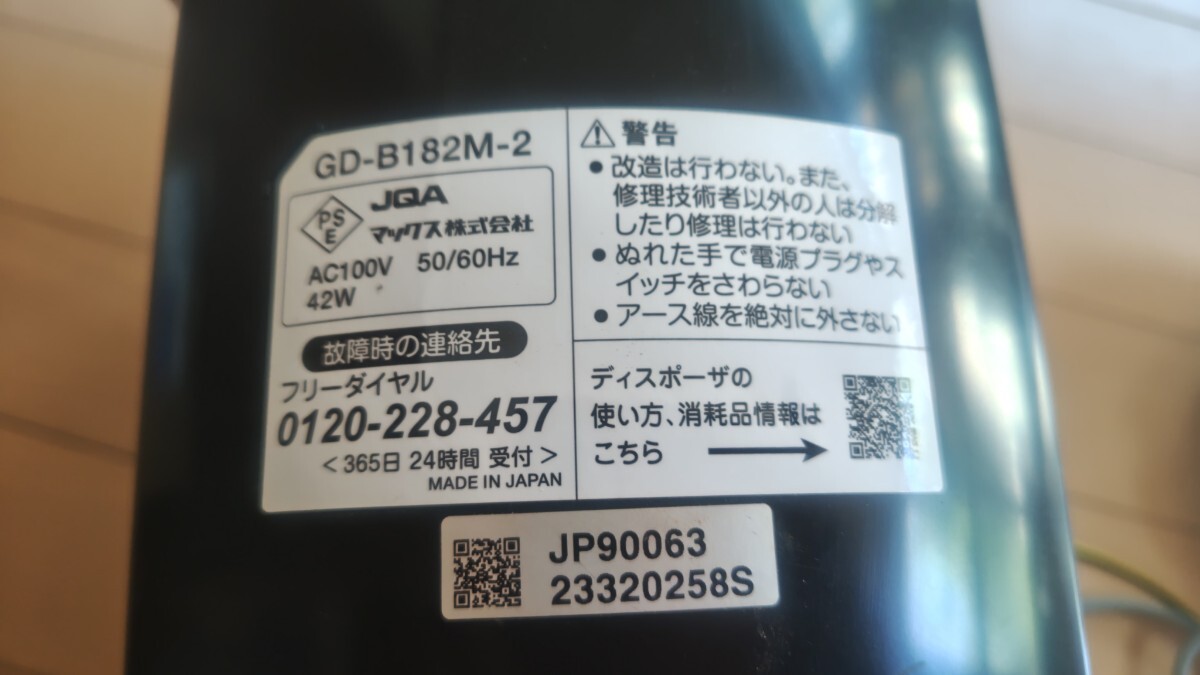 GD-B182M-2
PSE
JQA
マックス株式会社
AC100V 50/60Hz
42W
故障時の連絡先
フリーダイヤル
0120-228-457
<365日 24時間 受付>
MADE IN JAPAN
⚠警告
●改造は行わない。また、
修理技術者以外の人は分解
したり修理は行わない
●ぬれた手で電源プラグやス
イッチをさわらない
●アース線を絶対に外さない
ディスポーザの
使い方、消耗品情報は
こちら
JP90063
23320258S